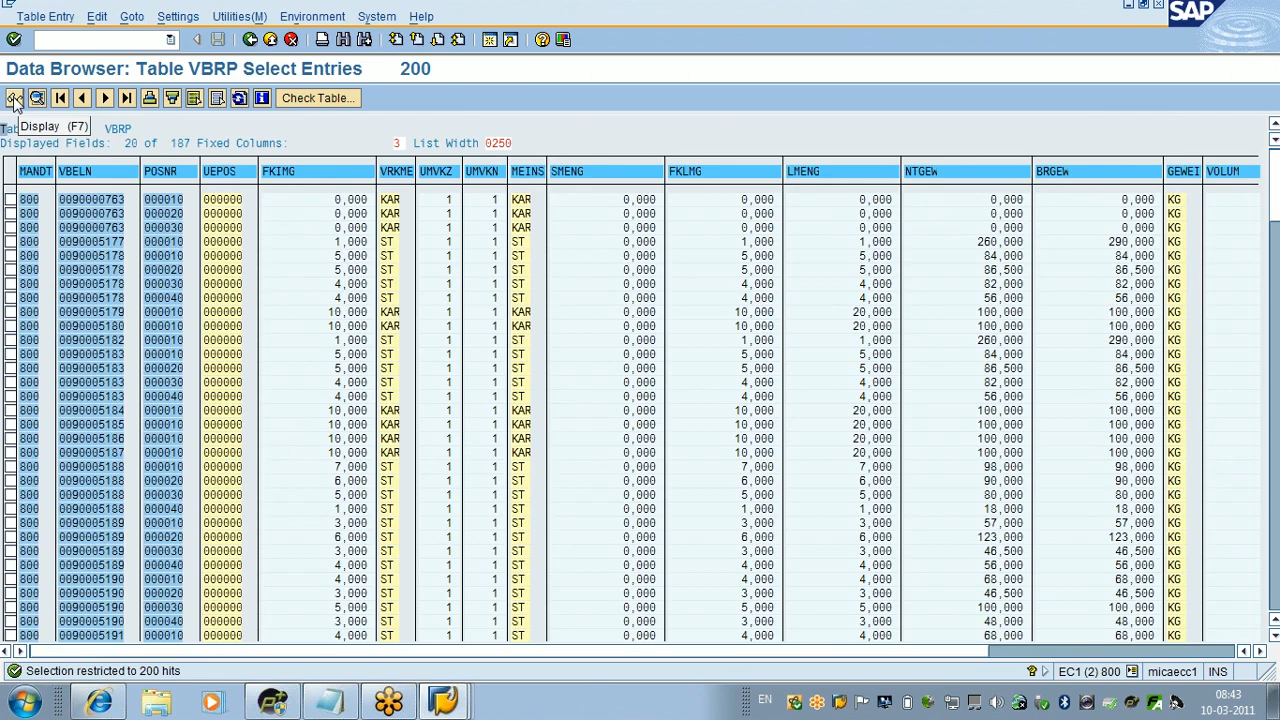 Table Entry Edit Goto Settings Utilities(M) Environment System Help
SAP
Data Browser: Table VBRP Select Entries 200
Check Table...
Display (F7)
VBRP
Displayed Fields: 20 of 187 Fixed Columns: 3 List Width 0250
MANDT VBELN POSNR UEPOS FKIMG VRKME UMVKZ UMVKN MEINS SMENG FKLMG LMENG NTGEW BRGEW GEWEI VOLUM
800 0090000763 000010 000000 0,000 KAR 1 1 KAR 0,000 0,000 0,000 0,000 0,000 KG
800 0090000763 000020 000000 0,000 KAR 1 1 KAR 0,000 0,000 0,000 0,000 0,000 KG
800 0090000763 000030 000000 0,000 KAR 1 1 KAR 0,000 0,000 0,000 0,000 0,000 KG
800 0090005177 000010 000000 1,000 ST 1 1 ST 0,000 1,000 1,000 260,000 290,000 KG
800 0090005178 000010 000000 5,000 ST 1 1 ST 0,000 5,000 5,000 84,000 84,000 KG
800 0090005178 000020 000000 5,000 ST 1 1 ST 0,000 5,000 5,000 86,500 86,500 KG
800 0090005178 000030 000000 4,000 ST 1 1 ST 0,000 4,000 4,000 82,000 82,000 KG
800 0090005178 000040 000000 4,000 ST 1 1 ST 0,000 4,000 4,000 56,000 56,000 KG
800 0090005179 000010 000000 10,000 KAR 1 1 KAR 0,000 10,000 20,000 100,000 100,000 KG
800 0090005180 000010 000000 10,000 KAR 1 1 KAR 0,000 10,000 20,000 100,000 100,000 KG
800 0090005182 000010 000000 1,000 ST 1 1 ST 0,000 1,000 1,000 260,000 290,000 KG
800 0090005183 000010 000000 5,000 ST 1 1 ST 0,000 5,000 5,000 84,000 84,000 KG
800 0090005183 000020 000000 5,000 ST 1 1 ST 0,000 5,000 5,000 86,500 86,500 KG
800 0090005183 000030 000000 4,000 ST 1 1 ST 0,000 4,000 4,000 82,000 82,000 KG
800 0090005183 000040 000000 4,000 ST 1 1 ST 0,000 4,000 4,000 56,000 56,000 KG
800 0090005184 000010 000000 10,000 KAR 1 1 KAR 0,000 10,000 20,000 100,000 100,000 KG
800 0090005185 000010 000000 10,000 KAR 1 1 KAR 0,000 10,000 20,000 100,000 100,000 KG
800 0090005186 000010 000000 10,000 KAR 1 1 KAR 0,000 10,000 20,000 100,000 100,000 KG
800 0090005187 000010 000000 10,000 KAR 1 1 KAR 0,000 10,000 20,000 100,000 100,000 KG
800 0090005188 000010 000000 7,000 ST 1 1 ST 0,000 7,000 7,000 98,000 98,000 KG
800 0090005188 000020 000000 6,000 ST 1 1 ST 0,000 6,000 6,000 90,000 90,000 KG
800 0090005188 000030 000000 5,000 ST 1 1 ST 0,000 5,000 5,000 80,000 80,000 KG
800 0090005188 000040 000000 1,000 ST 1 1 ST 0,000 1,000 1,000 18,000 18,000 KG
800 0090005189 000010 000000 3,000 ST 1 1 ST 0,000 3,000 3,000 57,000 57,000 KG
800 0090005189 000020 000000 6,000 ST 1 1 ST 0,000 6,000 6,000 123,000 123,000 KG
800 0090005189 000030 000000 3,000 ST 1 1 ST 0,000 3,000 3,000 46,500 46,500 KG
800 0090005189 000040 000000 4,000 ST 1 1 ST 0,000 4,000 4,000 56,000 56,000 KG
800 0090005190 000010 000000 4,000 ST 1 1 ST 0,000 4,000 4,000 68,000 68,000 KG
800 0090005190 000020 000000 3,000 ST 1 1 ST 0,000 3,000 3,000 46,500 46,500 KG
800 0090005190 000030 000000 5,000 ST 1 1 ST 0,000 5,000 5,000 100,000 100,000 KG
800 0090005190 000040 000000 3,000 ST 1 1 ST 0,000 3,000 3,000 48,000 48,000 KG
800 0090005191 000010 000000 4,000 ST 1 1 ST 0,000 4,000 4,000 68,000 68,000 KG
Selection restricted to 200 hits EC1 (2) 800 micaecc1 INS
EN 08:43
10-03-2011